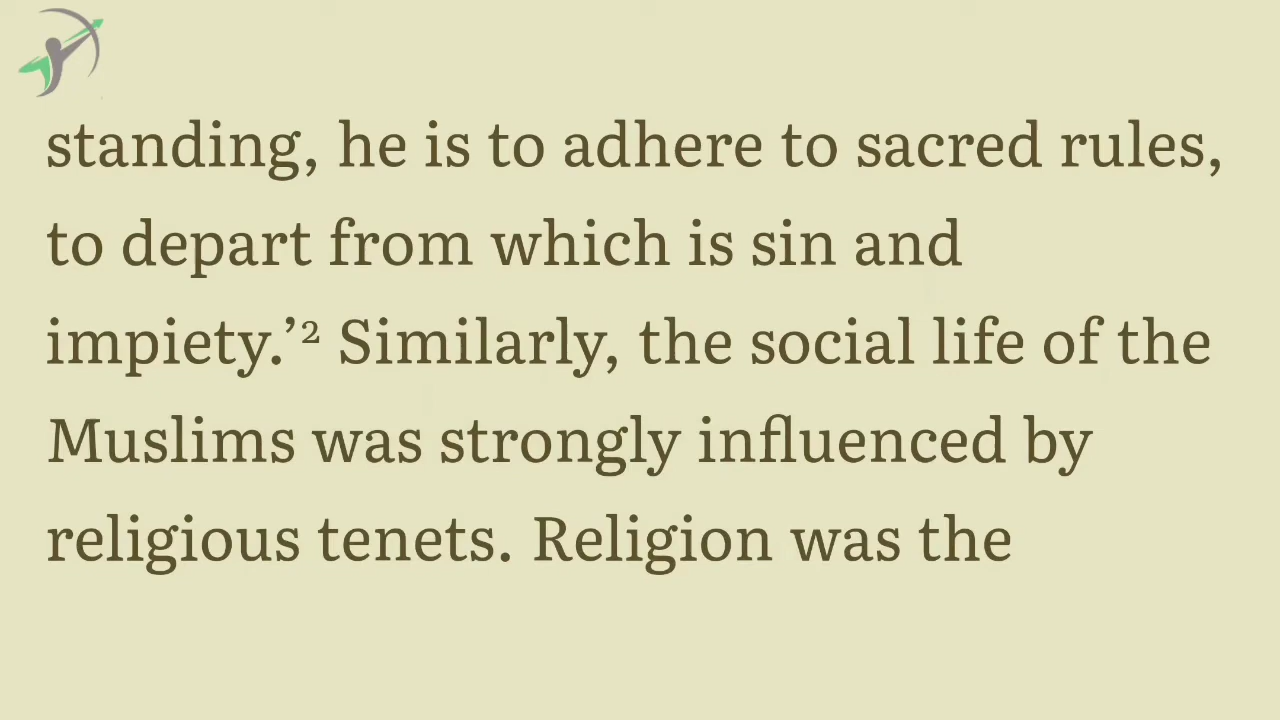 standing, he is to adhere to sacred rules,
to depart from which is sin and
impiety.’² Similarly, the social life of the
Muslims was strongly influenced by
religious tenets. Religion was the